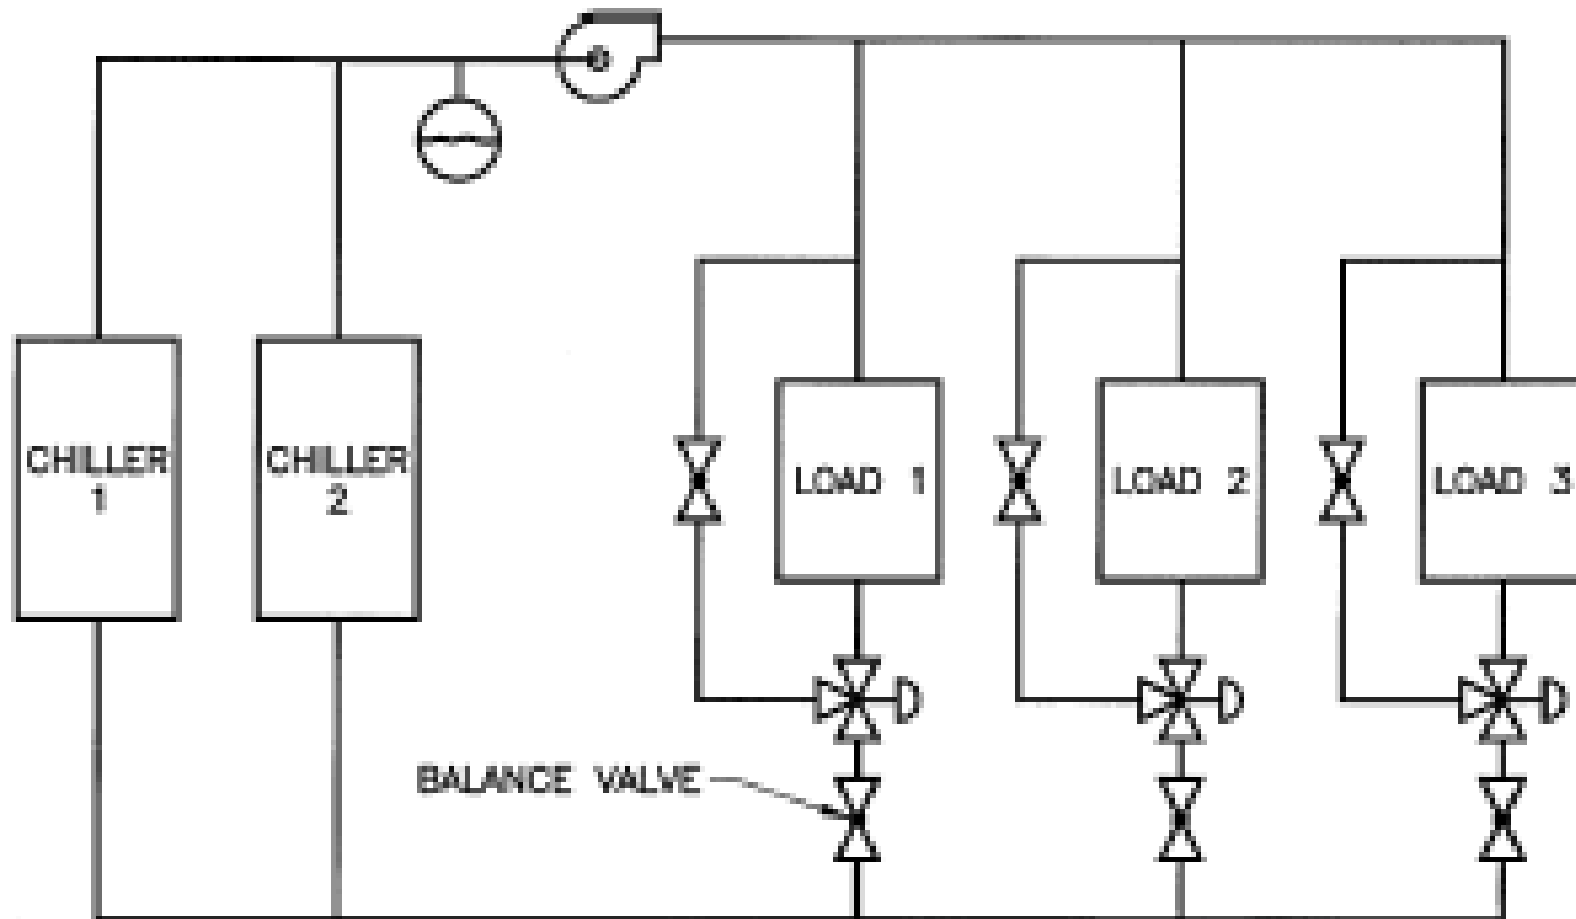 CHILLER
1
CHILLER
2
LOAD 1
LOAD 2
LOAD 3
BALANCE VALVE